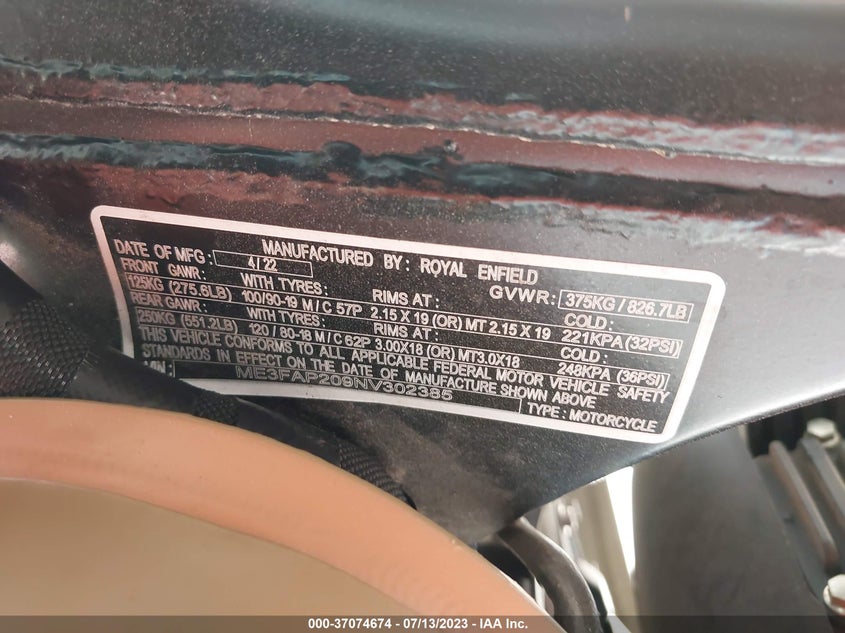 MANUFACTURED BY: ROYAL ENFIELD
DATE OF MFG: 4/22 GVWR: 375KG / 826.7LB
FRONT GAWR: WITH TYRES: RIMS AT: COLD:
125KG (275.6LB) 100/90-19 M/C 57P 2.15 X 19 (OR) MT 2.15 X 19 221KPA(32PSI)
REAR GAWR: WITH TYRES: RIMS AT: COLD:
250KG (551.2LB) 120 / 80-18 M/C 62P 3.00X18 (OR) MT3.0X18 248KPA (36PSI)
THIS VEHICLE CONFORMS TO ALL APPLICABLE FEDERAL MOTOR VEHICLE SAFETY
STANDARDS IN EFFECT ON THE DATE OF MANUFACTURE SHOWN ABOVE
ME3FAP209NV302385 TYPE: MOTORCYCLE
000-37074674 - 07/13/2023 - IAA Inc.